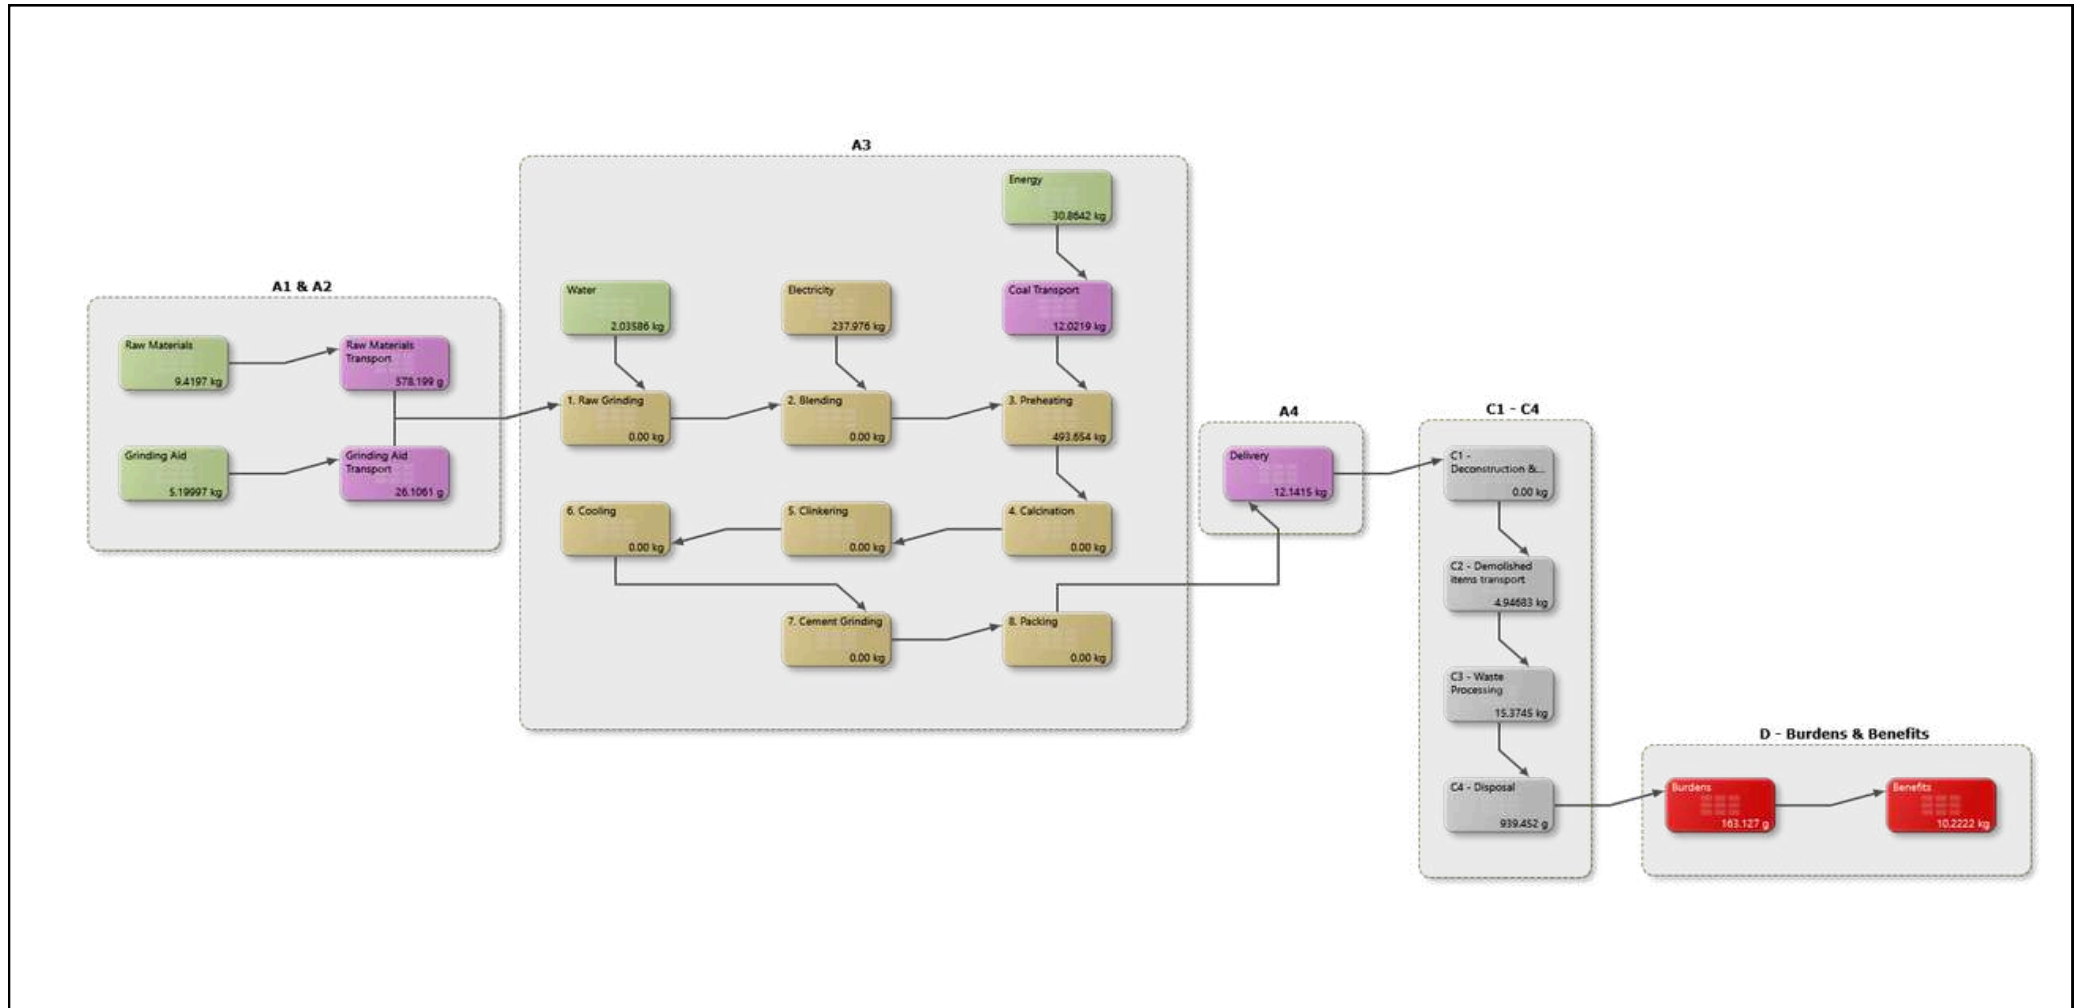 A1 & A2
Raw Materials
9.4197 kg
Raw Materials
Transport
578.199 g
Grinding Aid
5.19997 kg
Grinding Aid
Transport
26.1061 g
A3
Energy
30.8642 kg
Water
2.03586 kg
Electricity
237.976 kg
Coal Transport
12.0219 kg
1. Raw Grinding
0.00 kg
2. Blending
0.00 kg
3. Preheating
493.654 kg
6. Cooling
0.00 kg
5. Clinkering
0.00 kg
4. Calcination
0.00 kg
7. Cement Grinding
0.00 kg
8. Packing
0.00 kg
A4
Delivery
12.1415 kg
C1 - C4
C1 -
Deconstruction &...
0.00 kg
C2 - Demolished
items transport
4.94683 kg
C3 - Waste
Processing
15.3745 kg
C4 - Disposal
939.452 g
D - Burdens & Benefits
Burdens
163.127 g
Benefits
10.2222 kg